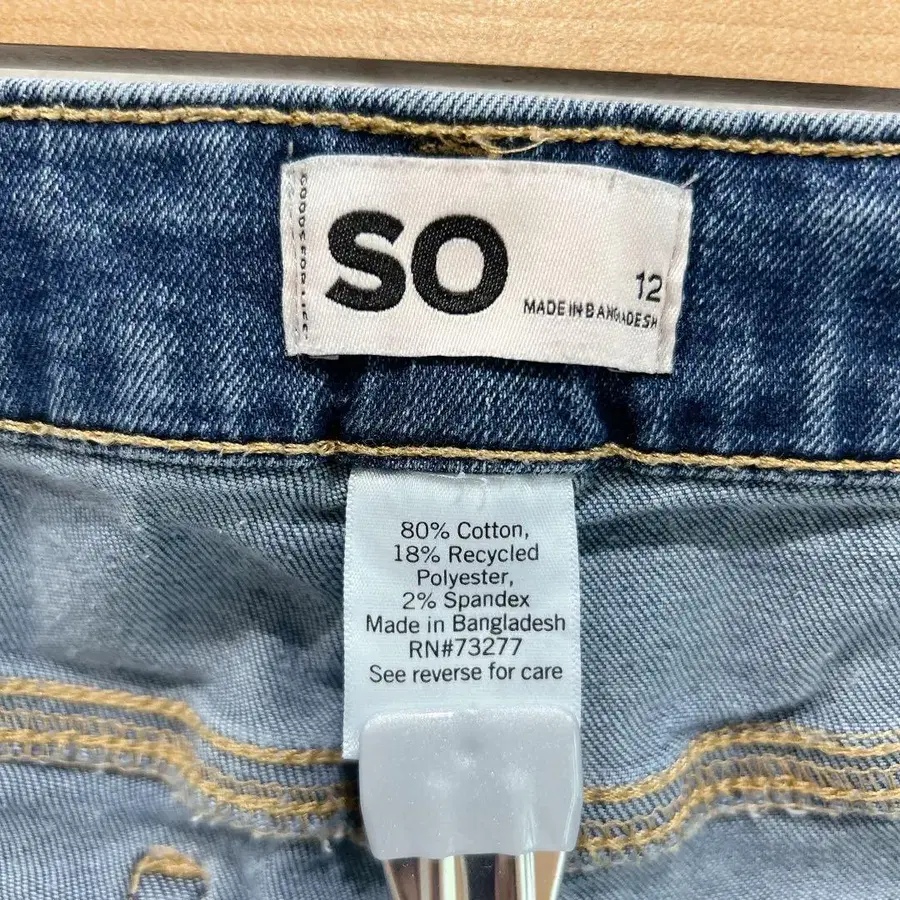 SO
12
MADE IN BANGLADESH
80% Cotton,
18% Recycled
Polyester,
2% Spandex
Made in Bangladesh
RN#73277
See reverse for care